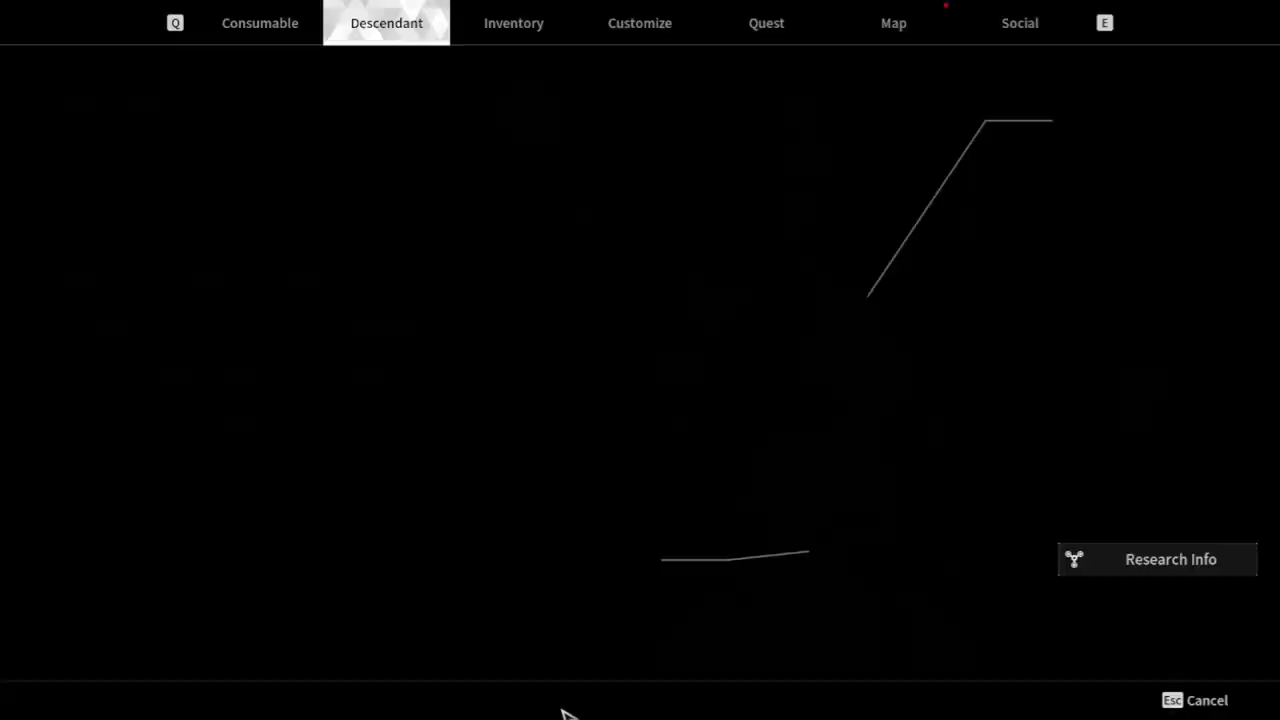 Q Consumable Descendant Inventory Customize Quest Map Social E
Research Info
Esc Cancel